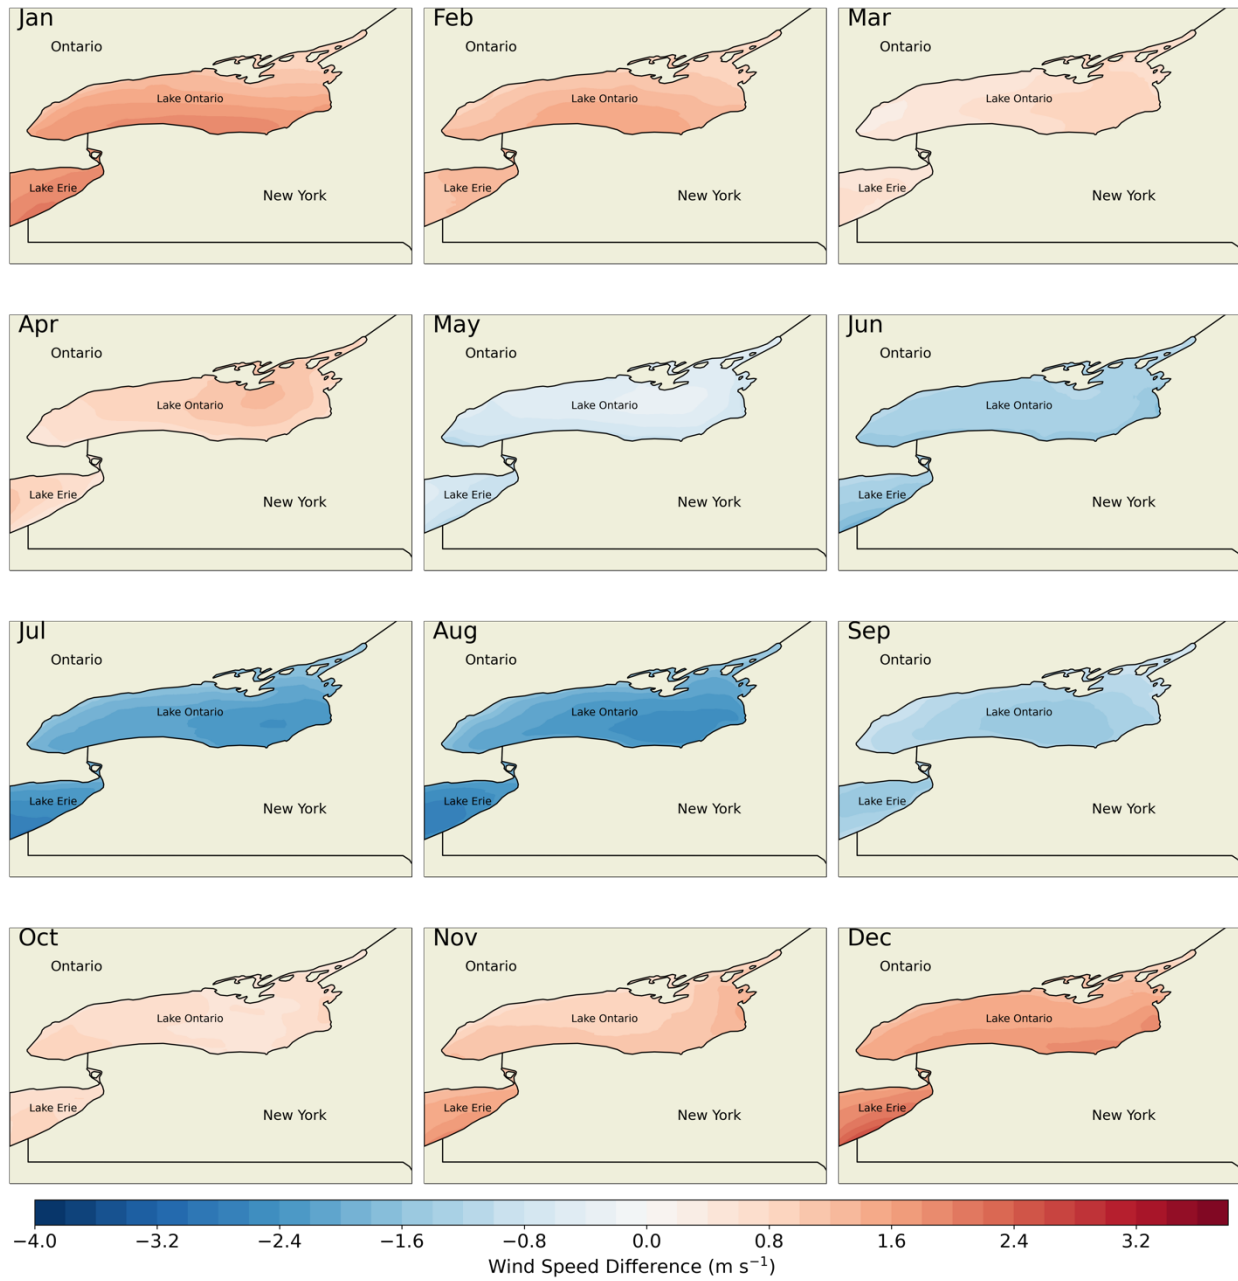 Jan
Ontario
Lake Ontario
Lake Erie
New York
Feb
Ontario
Lake Ontario
Lake Erie
New York
Mar
Ontario
Lake Ontario
Lake Erie
New York
Apr
Ontario
Lake Ontario
Lake Erie
New York
May
Ontario
Lake Ontario
Lake Erie
New York
Jun
Ontario
Lake Ontario
Lake Erie
New York
Jul
Ontario
Lake Ontario
Lake Erie
New York
Aug
Ontario
Lake Ontario
Lake Erie
New York
Sep
Ontario
Lake Ontario
Lake Erie
New York
Oct
Ontario
Lake Ontario
Lake Erie
New York
Nov
Ontario
Lake Ontario
Lake Erie
New York
Dec
Ontario
Lake Ontario
Lake Erie
New York
−4.0 −3.2 −2.4 −1.6 −0.8 0.0 0.8 1.6 2.4 3.2
Wind Speed Difference (m s⁻¹)